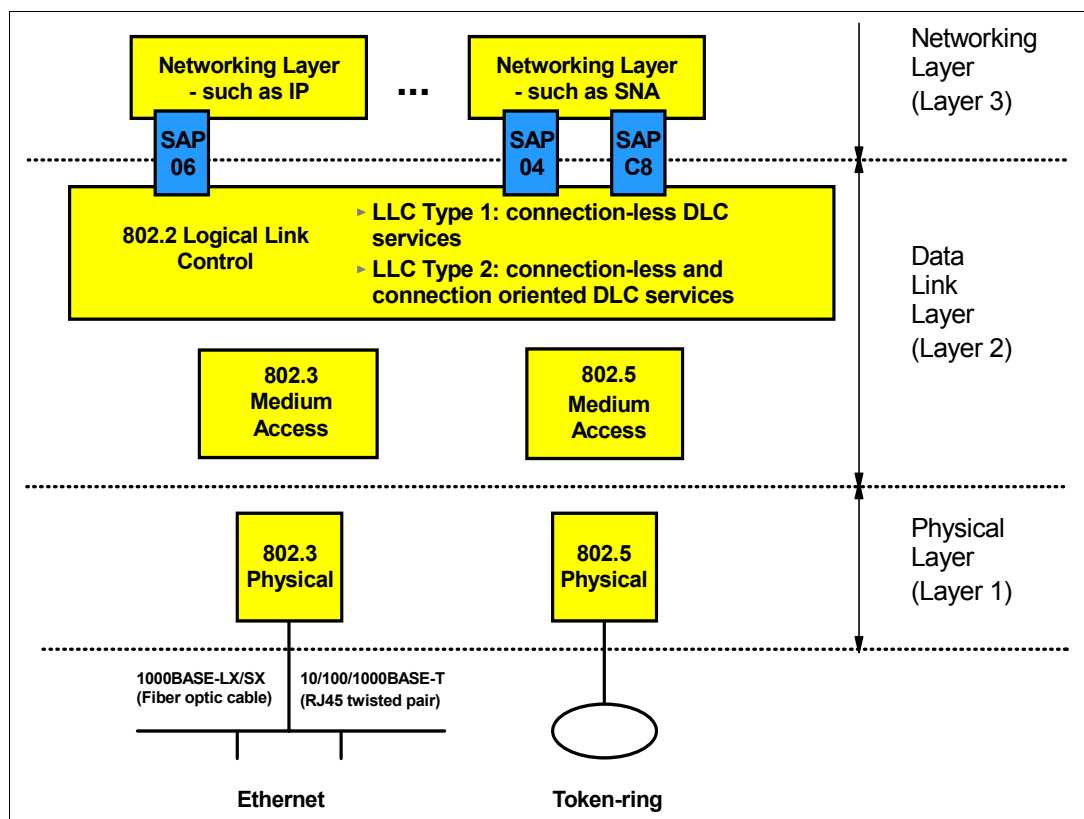 Networking Layer
- such as IP
...
Networking Layer
- such as SNA
Networking
Layer
(Layer 3)
SAP
06
SAP
04
SAP
C8
802.2 Logical Link
Control
LLC Type 1: connection-less DLC
services
LLC Type 2: connection-less and
connection oriented DLC services
Data
Link
Layer
(Layer 2)
802.3
Medium
Access
802.5
Medium
Access
802.3
Physical
802.5
Physical
Physical
Layer
(Layer 1)
1000BASE-LX/SX
(Fiber optic cable)
10/100/1000BASE-T
(RJ45 twisted pair)
Ethernet
Token-ring